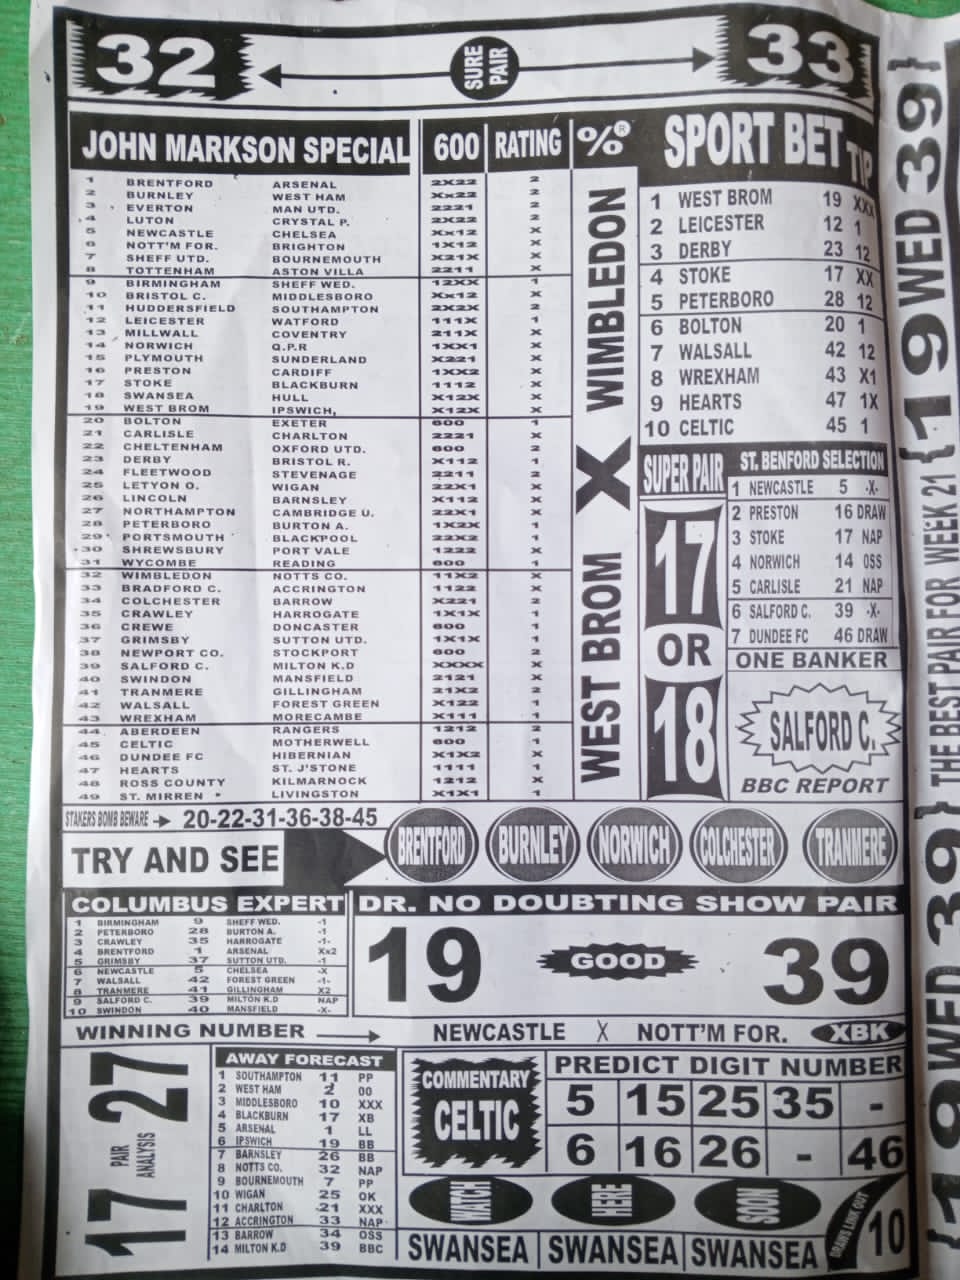 32 SURE PAIR 33
JOHN MARKSON SPECIAL 600 RATING %®
1 BRENTFORD ARSENAL 2X22 2
2 BURNLEY WEST HAM XX22 2
3 EVERTON MAN UTD. 2221 2
4 LUTON CRYSTAL P. 2X22 2
5 NEWCASTLE CHELSEA XX12 X
6 NOTT'M FOR. BRIGHTON 1X12 X
7 SHEFF UTD. BOURNEMOUTH X21X X
8 TOTTENHAM ASTON VILLA 2211 X
9 BIRMINGHAM SHEFF WED. 12XX 1
10 BRISTOL C. MIDDLESBORO XX12 X
11 HUDDERSFIELD SOUTHAMPTON 2X2X 2
12 LEICESTER WATFORD 111X 1
13 MILLWALL COVENTRY 211X X
14 NORWICH Q.P.R 1XX1 X
15 PLYMOUTH SUNDERLAND X221 X
16 PRESTON CARDIFF 1XX2 X
17 STOKE BLACKBURN 1112 X
18 SWANSEA HULL X12X X
19 WEST BROM IPSWICH, X12X X
20 BOLTON EXETER 600 1
21 CARLISLE CHARLTON 2221 X
22 CHELTENHAM OXFORD UTD. 600 2
23 DERBY BRISTOL R. X112 1
24 FLEETWOOD STEVENAGE 2211 2
25 LETYON O. WIGAN 22X1 X
26 LINCOLN BARNSLEY X112 X
27 NORTHAMPTON CAMBRIDGE U. 22X1 X
28 PETERBORO BURTON A. 1X2X 1
29 PORTSMOUTH BLACKPOOL 22X2 X
30 SHREWSBURY PORT VALE 1222 X
31 WYCOMBE READING 600 1
32 WIMBLEDON NOTTS CO. 11X2 X
33 BRADFORD C. ACCRINGTON 1122 X
34 COLCHESTER BARROW X221 2
35 CRAWLEY HARROGATE 1X1X 1
36 CREWE DONCASTER 600 1
37 GRIMSBY SUTTON UTD. 1X1X 1
38 NEWPORT CO. STOCKPORT 600 2
39 SALFORD C. MILTON K.D XXXX X
40 SWINDON MANSFIELD 2121 X
41 TRANMERE GILLINGHAM 21X2 2
42 WALSALL FOREST GREEN X122 1
43 WREXHAM MORECAMBE X111 1
44 ABERDEEN RANGERS 1212 2
45 CELTIC MOTHERWELL 600 1
46 DUNDEE FC HIBERNIAN X1X2 X
47 HEARTS ST. J'STONE 1111 1
48 ROSS COUNTY KILMARNOCK 1212 X
49 ST. MIRREN LIVINGSTON X1X1 1
WEST BROM X WIMBLEDON
SPORT BET TIP
1 WEST BROM 19 XXX
2 LEICESTER 12 1
3 DERBY 23 12
4 STOKE 17 XX
5 PETERBORO 28 12
6 BOLTON 20 1
7 WALSALL 42 12
8 WREXHAM 43 X1
9 HEARTS 47 1X
10 CELTIC 45 1
SUPER PAIR
17
OR
18
ST. BENFORD SELECTION
1 NEWCASTLE 5 -X-
2 PRESTON 16 DRAW
3 STOKE 17 NAP
4 NORWICH 14 OSS
5 CARLISLE 21 NAP
6 SALFORD C. 39 -X-
7 DUNDEE FC 46 DRAW
ONE BANKER
SALFORD C.
BBC REPORT
STAKERS BOMB BEWARE 20-22-31-36-38-45
TRY AND SEE BRENTFORD BURNLEY NORWICH COLCHESTER TRANMERE
COLUMBUS EXPERT
1 BIRMINGHAM 9 SHEFF WED. -1
2 PETERBORO 28 BURTON A. -1
3 CRAWLEY 35 HARROGATE -1-
4 BRENTFORD 1 ARSENAL Xx2
5 GRIMSBY 37 SUTTON UTD. -1
6 NEWCASTLE 5 CHELSEA -X
7 WALSALL 42 FOREST GREEN -1-
8 TRANMERE 41 GILLINGHAM X2
9 SALFORD C. 39 MILTON K.D NAP
10 SWINDON 40 MANSFIELD -X-
DR. NO DOUBTING SHOW PAIR
19 GOOD 39
WINNING NUMBER NEWCASTLE X NOTT'M FOR. XBK
17 27
PAIR ANALYSIS
AWAY FORECAST
1 SOUTHAMPTON 11 PP
2 WEST HAM 2 00
3 MIDDLESBORO 10 XXX
4 BLACKBURN 17 XB
5 ARSENAL 1 LL
6 IPSWICH 19 BB
7 BARNSLEY 26 BB
8 NOTTS CO. 32 NAP
9 BOURNEMOUTH 7 PP
10 WIGAN 25 OK
11 CHARLTON 21 XXX
12 ACCRINGTON 33 NAP
13 BARROW 34 OSS
14 MILTON K.D 39 BBC
COMMENTARY
CELTIC
PREDICT DIGIT NUMBER
5 15 25 35 -
6 16 26 - 46
WATCH HERE SOON
SWANSEA SWANSEA SWANSEA
DRAWS LINK OUT 10
THE BEST PAIR FOR WEEK 21
{19 WED 39} {19 WED 39}